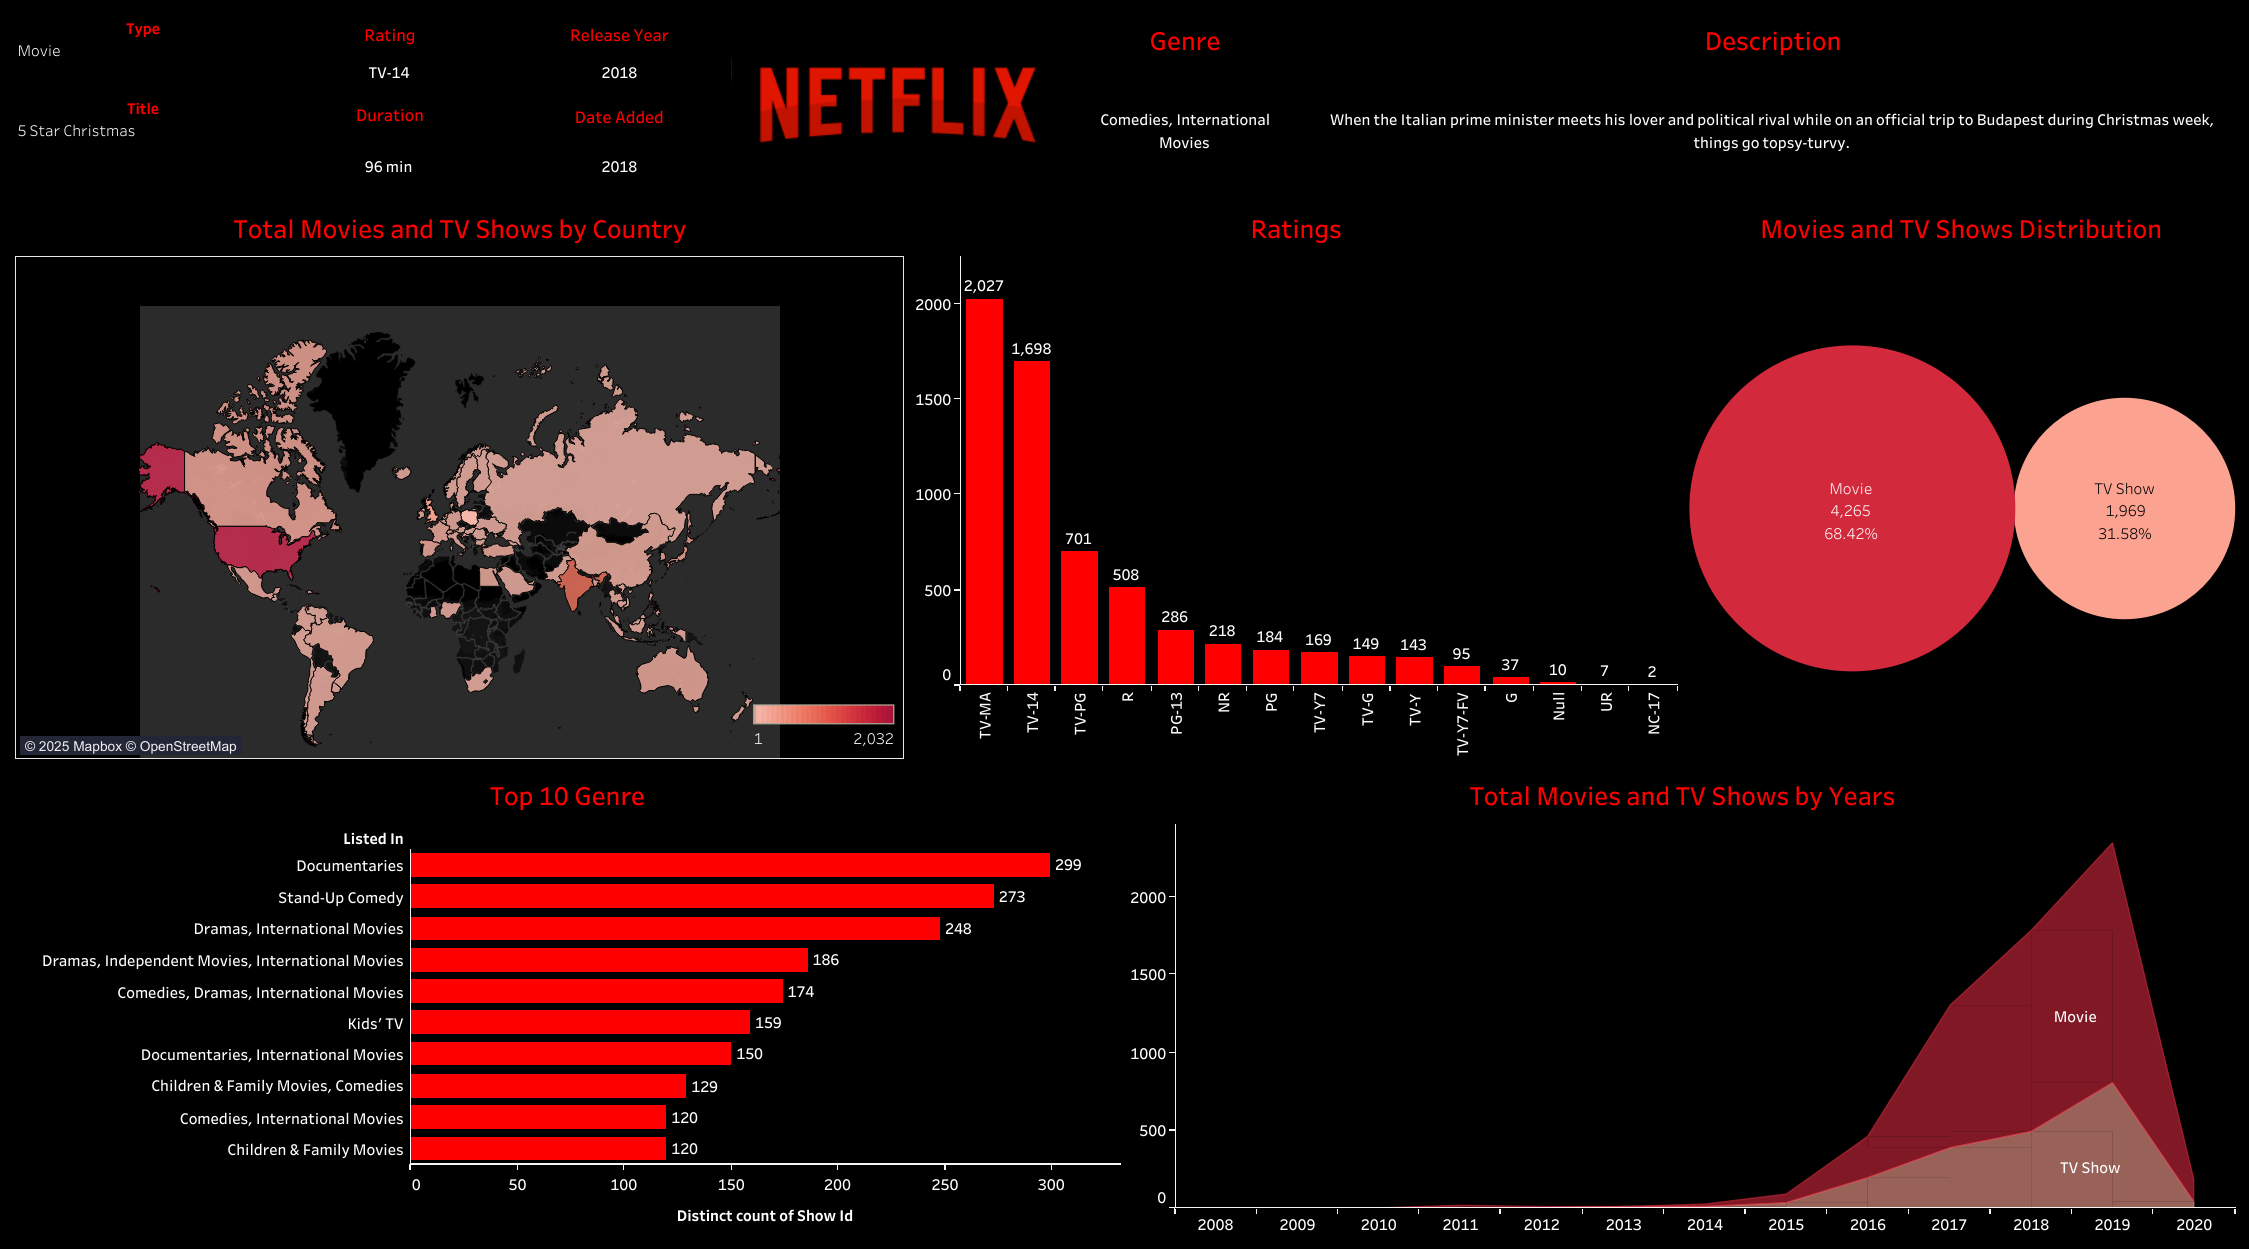 Type
Movie
Title
5 Star Christmas
Rating
TV-14
Duration
96 min
Release Year
2018
Date Added
2018
NETFLIX
Genre
Comedies, International
Movies
Description
When the Italian prime minister meets his lover and political rival while on an official trip to Budapest during Christmas week,
things go topsy-turvy.
Total Movies and TV Shows by Country
© 2025 Mapbox © OpenStreetMap
1
2,032
Ratings
2000
1500
1000
500
0
2,027
1,698
701
508
286
218
184
169
149
143
95
37
10
7
2
TV-MA
TV-14
TV-PG
R
PG-13
NR
PG
TV-Y7
TV-G
TV-Y
TV-Y7-FV
G
Null
UR
NC-17
Movies and TV Shows Distribution
Movie
4,265
68.42%
TV Show
1,969
31.58%
Top 10 Genre
Listed In
Documentaries 299
Stand-Up Comedy 273
Dramas, International Movies 248
Dramas, Independent Movies, International Movies 186
Comedies, Dramas, International Movies 174
Kids’ TV 159
Documentaries, International Movies 150
Children & Family Movies, Comedies 129
Comedies, International Movies 120
Children & Family Movies 120
0 50 100 150 200 250 300
Distinct count of Show Id
Total Movies and TV Shows by Years
2000
1500
1000
500
0
Movie
TV Show
2008 2009 2010 2011 2012 2013 2014 2015 2016 2017 2018 2019 2020